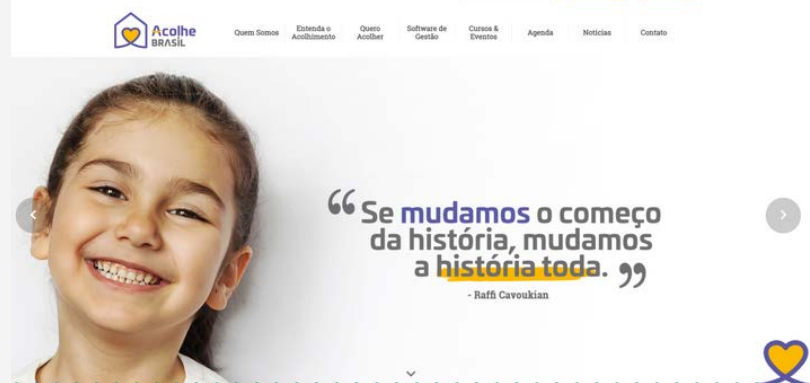 Acolhe
BRASIL
Quem Somos
Entenda o
Acolhimento
Quero
Acolher
Software de
Gestão
Cursos &
Eventos
Agenda
Notícias
Contato
“Se mudamos o começo
da história, mudamos
a história toda.”
- Raffi Cavoukian